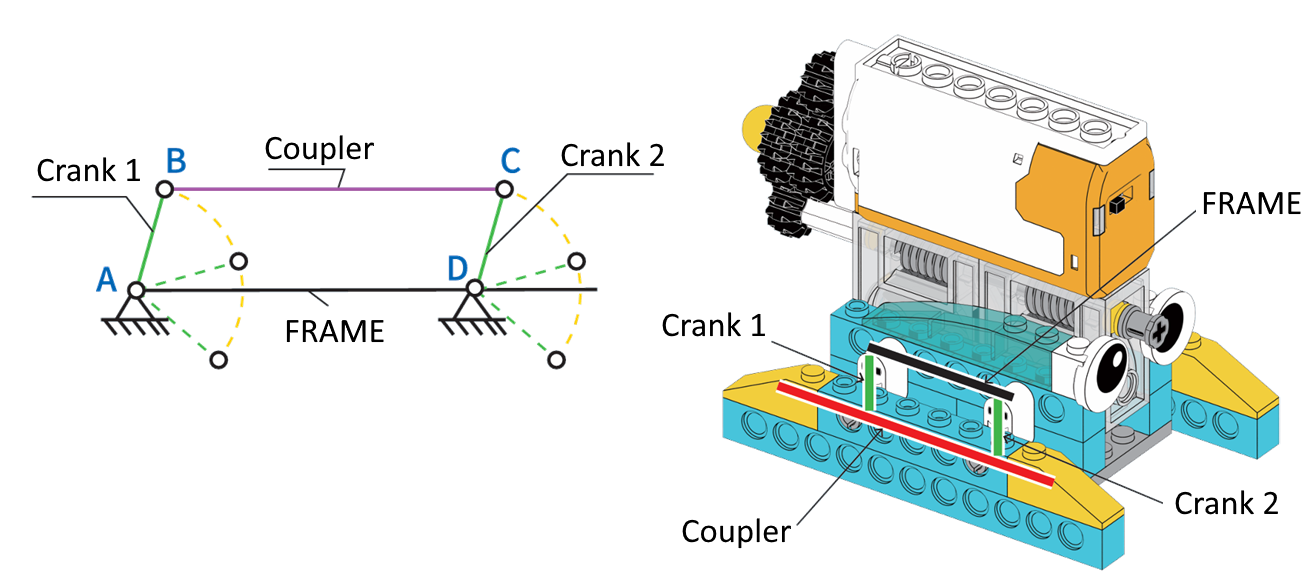 Crank 1
B
Coupler
C
Crank 2
A
D
FRAME
FRAME
Crank 1
Crank 2
Coupler